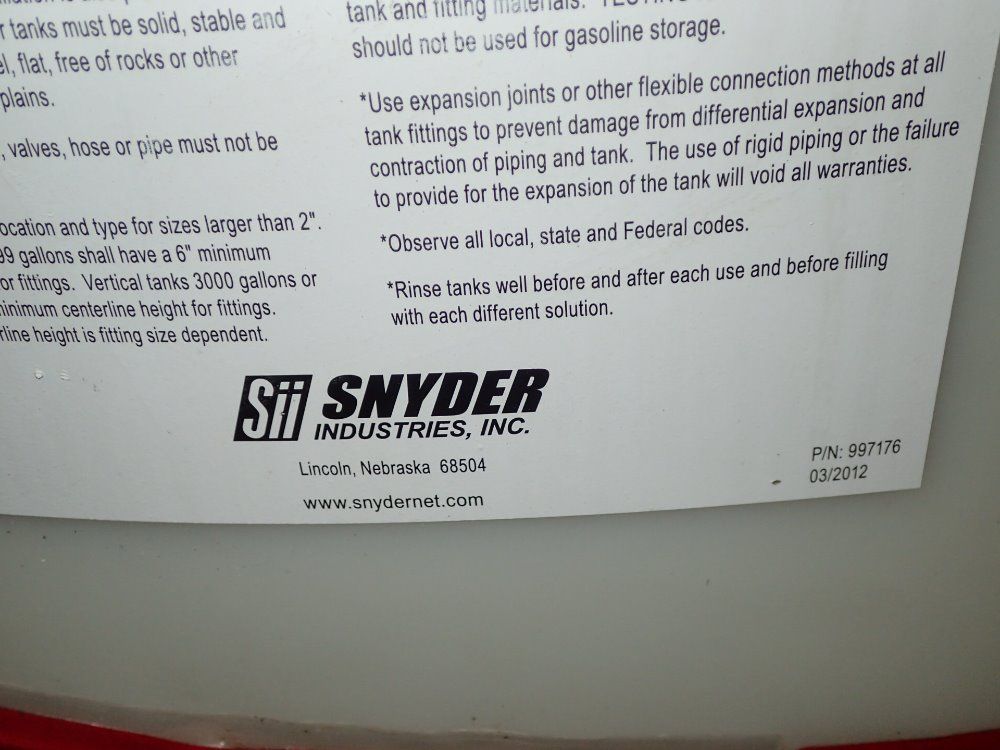 tanks must be solid, stable and
flat, free of rocks or other
plains.
, valves, hose or pipe must not be
ocation and type for sizes larger than 2".
99 gallons shall have a 6" minimum
or fittings. Vertical tanks 3000 gallons or
minimum centerline height for fittings.
rline height is fitting size dependent.
tank and fitting materials.
should not be used for gasoline storage.
*Use expansion joints or other flexible connection methods at all
tank fittings to prevent damage from differential expansion and
contraction of piping and tank. The use of rigid piping or the failure
to provide for the expansion of the tank will void all warranties.
*Observe all local, state and Federal codes.
*Rinse tanks well before and after each use and before filling
with each different solution.
Sii SNYDER
INDUSTRIES, INC.
Lincoln, Nebraska 68504
www.snydernet.com
P/N: 997176
03/2012